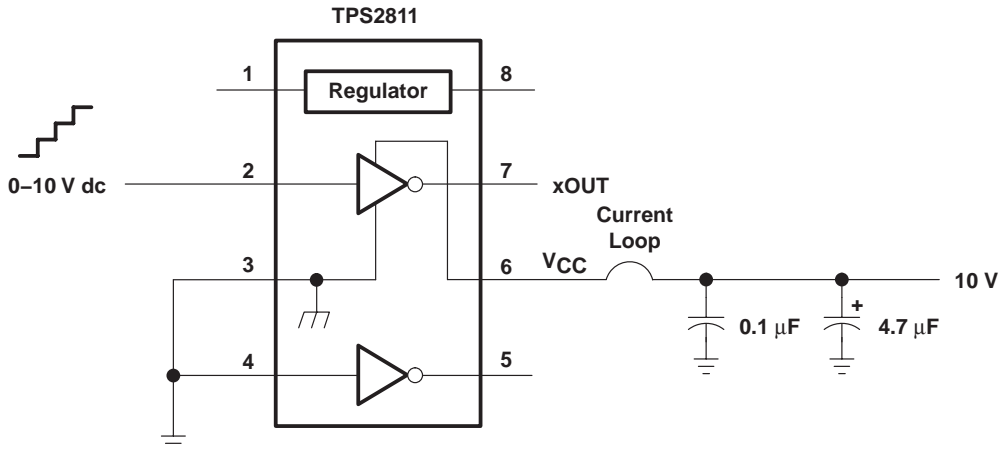 TPS2811
1
Regulator
8
0–10 V dc
2
7
xOUT
Current
Loop
3
6
VCC
10 V
+
0.1 μF
4.7 μF
4
5